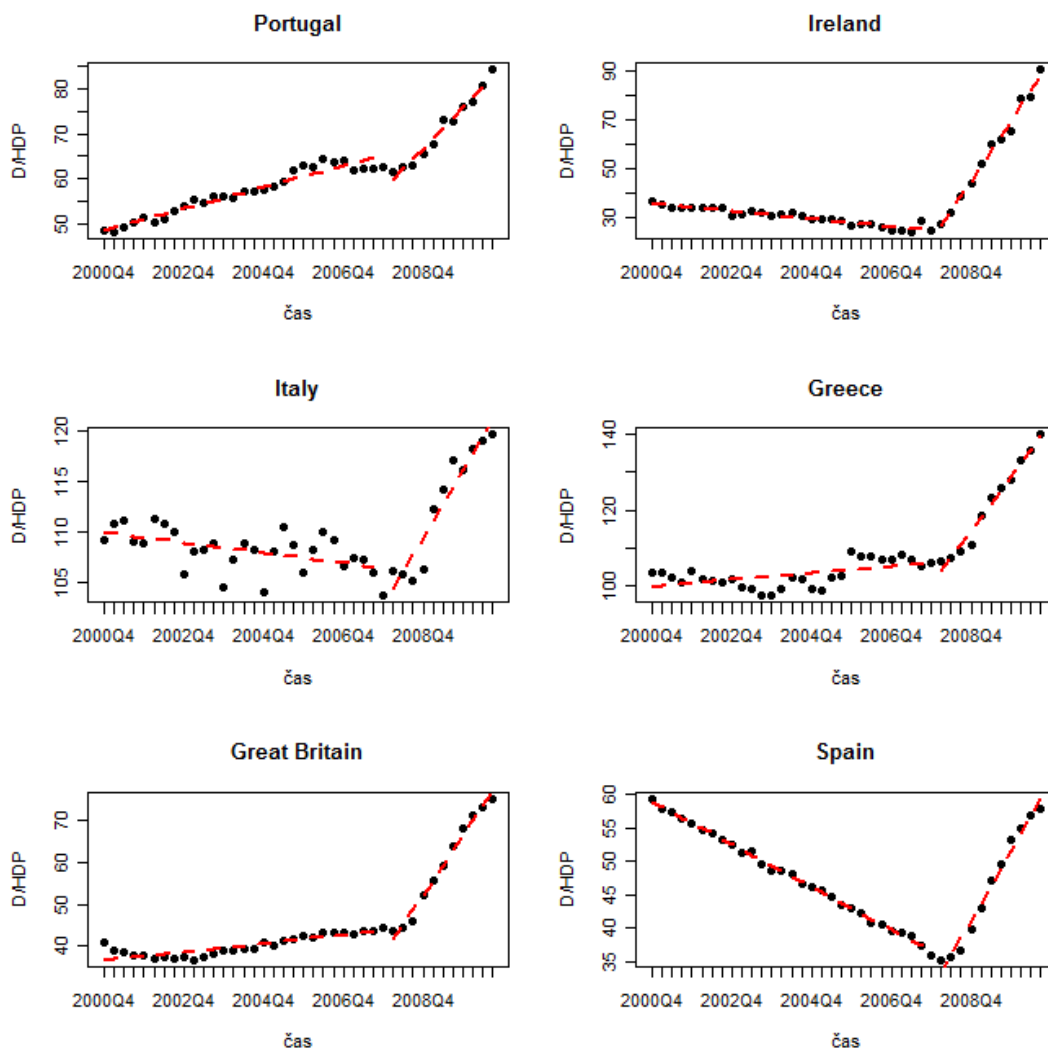 Portugal
D/HDP
50 60 70 80
2000Q4 2002Q4 2004Q4 2006Q4 2008Q4
čas
Ireland
D/HDP
30 50 70 90
2000Q4 2002Q4 2004Q4 2006Q4 2008Q4
čas
Italy
D/HDP
105 110 115 120
2000Q4 2002Q4 2004Q4 2006Q4 2008Q4
čas
Greece
D/HDP
100 120 140
2000Q4 2002Q4 2004Q4 2006Q4 2008Q4
čas
Great Britain
D/HDP
40 50 60 70
2000Q4 2002Q4 2004Q4 2006Q4 2008Q4
čas
Spain
D/HDP
35 40 45 50 55 60
2000Q4 2002Q4 2004Q4 2006Q4 2008Q4
čas